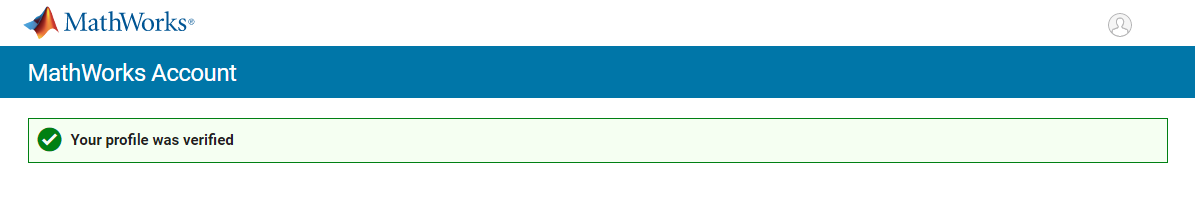 MathWorks®
MathWorks Account
Your profile was verified